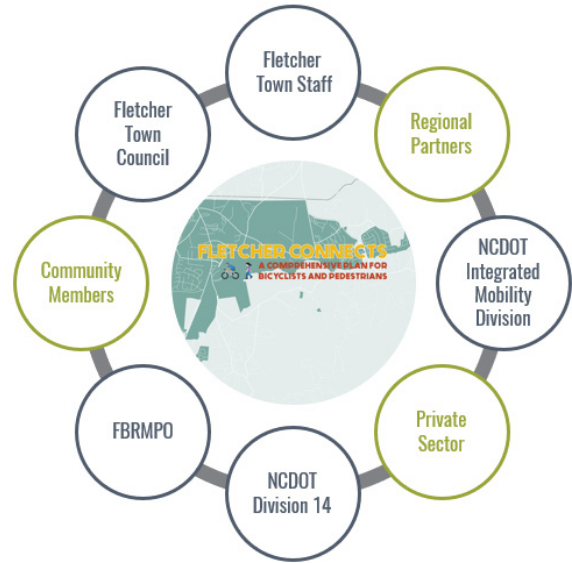 Fletcher
Town Staff
Regional
Partners
NCDOT
Integrated
Mobility
Division
Private
Sector
NCDOT
Division 14
FBRMPO
Community
Members
Fletcher
Town
Council
FLETCHER CONNECTS
A COMPREHENSIVE PLAN FOR
BICYCLISTS AND PEDESTRIANS